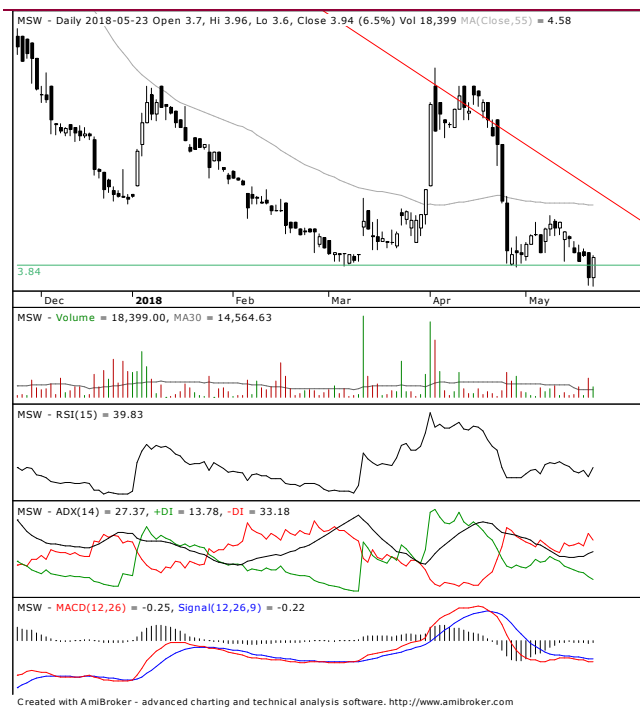 MSW - Daily 2018-05-23 Open 3.7, Hi 3.96, Lo 3.6, Close 3.94 (6.5%) Vol 18,399 MA(Close,55) = 4.58
3.84
Dec 2018 Feb Mar Apr May
MSW - Volume = 18,399.00, MA30 = 14,564.63
MSW - RSI(15) = 39.83
MSW - ADX(14) = 27.37, +DI = 13.78, -DI = 33.18
MSW - MACD(12,26) = -0.25, Signal(12,26,9) = -0.22
Created with AmiBroker - advanced charting and technical analysis software. http://www.amibroker.com